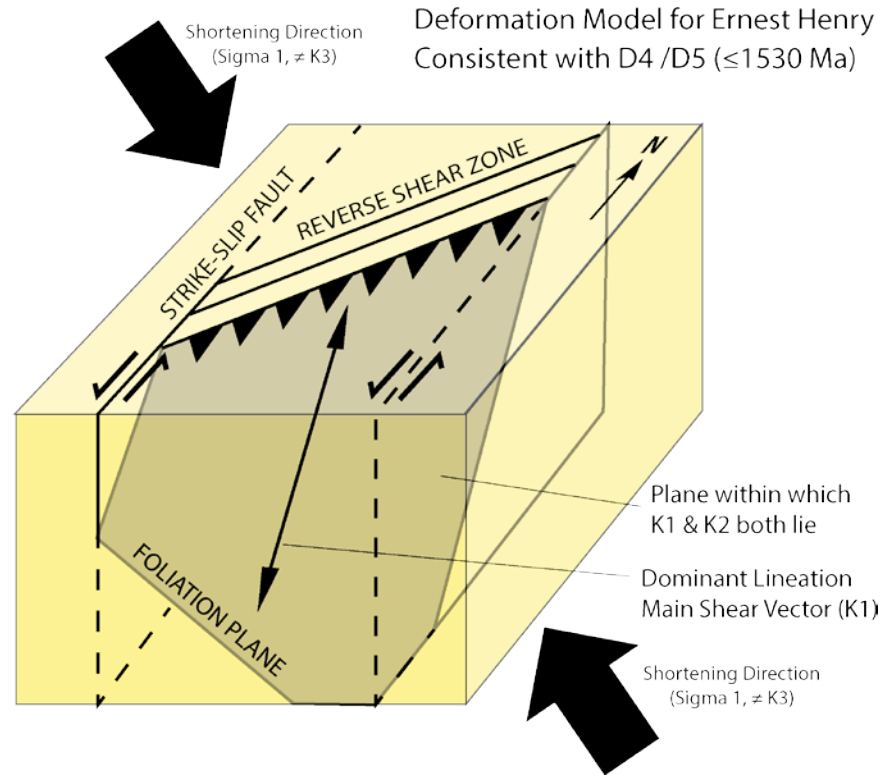 Deformation Model for Ernest Henry
Consistent with D4 /D5 (≤1530 Ma)
Shortening Direction
(Sigma 1, ≠ K3)
N
STRIKE-SLIP FAULT
REVERSE SHEAR ZONE
Plane within which
K1 & K2 both lie
FOLIATION PLANE
Dominant Lineation
Main Shear Vector (K1)
Shortening Direction
(Sigma 1, ≠ K3)